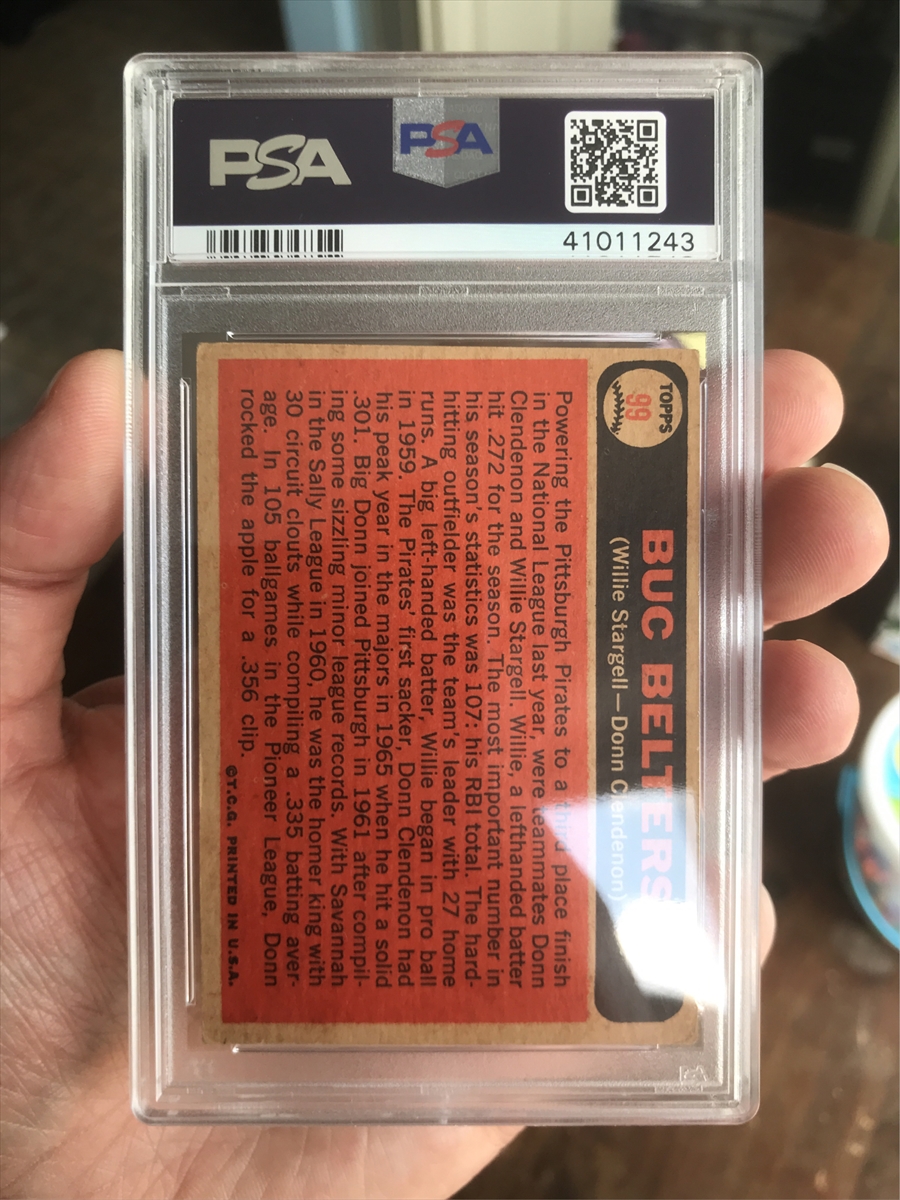 PSA
PSA
41011243
TOPPS
99
BUC BELTERS
(Willie Stargell—Donn Clendenon)
Powering the Pittsburgh Pirates to a third place finish
in the National League last year, were teammates Donn
Clendenon and Willie Stargell. Willie, a lefthanded batter
hit .272 for the season. The most important number in
his season's statistics was 107: his RBI total. The hard-
hitting outfielder was the team's leader with 27 home
runs. A big left-handed batter, Willie began in pro ball
in 1959. The Pirates' first sacker, Donn Clendenon had
his peak year in the majors in 1965 when he hit a solid
.301. Big Donn joined Pittsburgh in 1961 after compil-
ing some sizzling minor league records. With Savannah
in the Sally League in 1960, he was the homer king with
30 circuit clouts while compiling a .335 batting aver-
age. In 105 ballgames in the Pioneer League, Donn
rocked the apple for a .356 clip.
©T.C.G. PRINTED IN U.S.A.